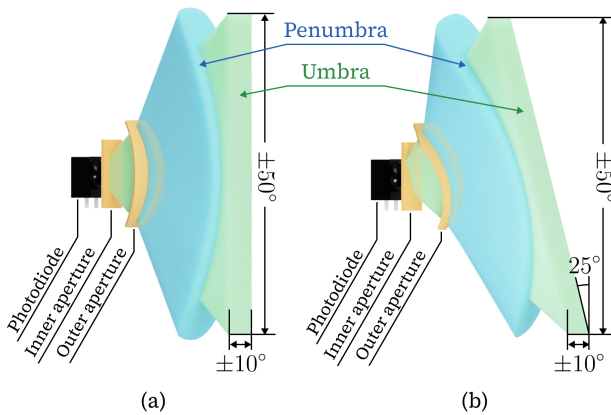 Penumbra
Umbra
±50°
±50°
25°
Photodiode
Inner aperture
Outer aperture
±10°
Photodiode
Inner aperture
Outer aperture
±10°
(a)
(b)